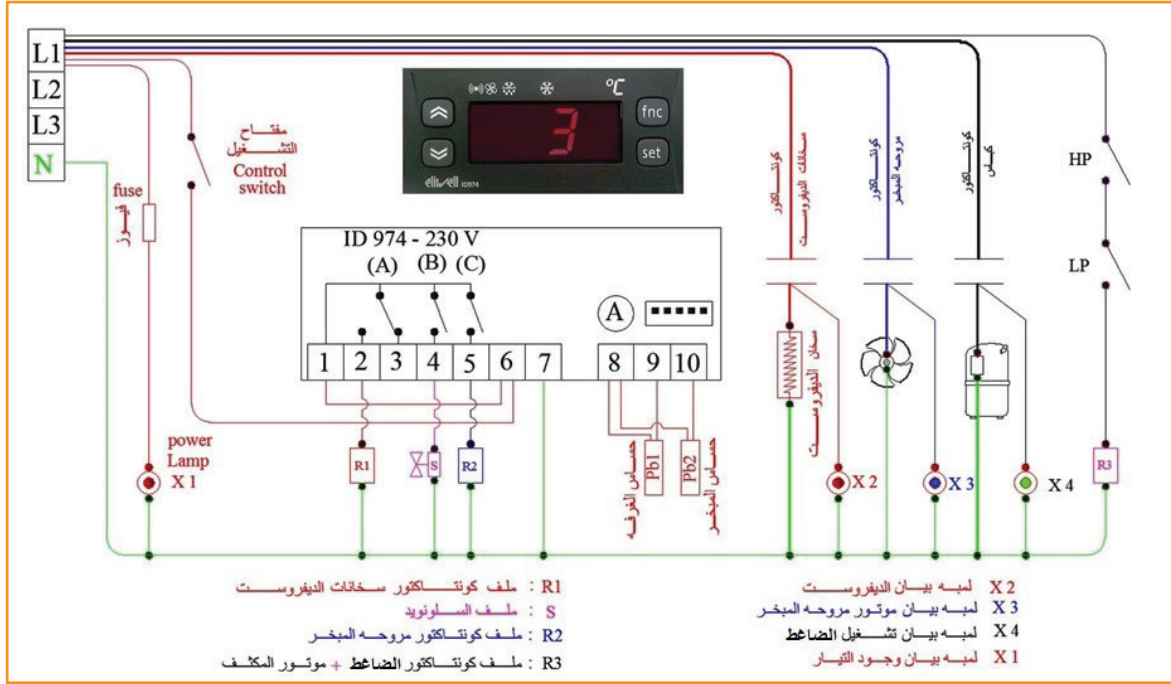 L1
L2
L3
N
مفتاح
التشغيل
Control
switch
fuse
فيوز
°C
fnc
set
3
eliwell ID974
كونتاكتور
سخانات الديفروست
كونتاكتور
مروحه المبخر
كونتاكتور
كباس
HP
LP
ID 974 - 230 V
(A)
(B)
(C)
A
1 2 3 4 5 6 7 8 9 10
سخان الديفروست
power
Lamp
X 1
R1
S
R2
حساس الغرفه
Pb1
Pb2
حساس المبخر
X 2
X 3
X 4
R3
R1 : ملف كونتاكتور سخانات الديفروست
S : ملف السلونويد
R2 : ملف كونتاكتور مروحه المبخر
R3 : ملف كونتاكتور الضاغط + موتور المكثف
X 2 لمبه بيان الديفروست
X 3 لمبه بيان موتور مروحه المبخر
X 4 لمبه بيان تشغيل الضاغط
X 1 لمبه بيان وجود التيار